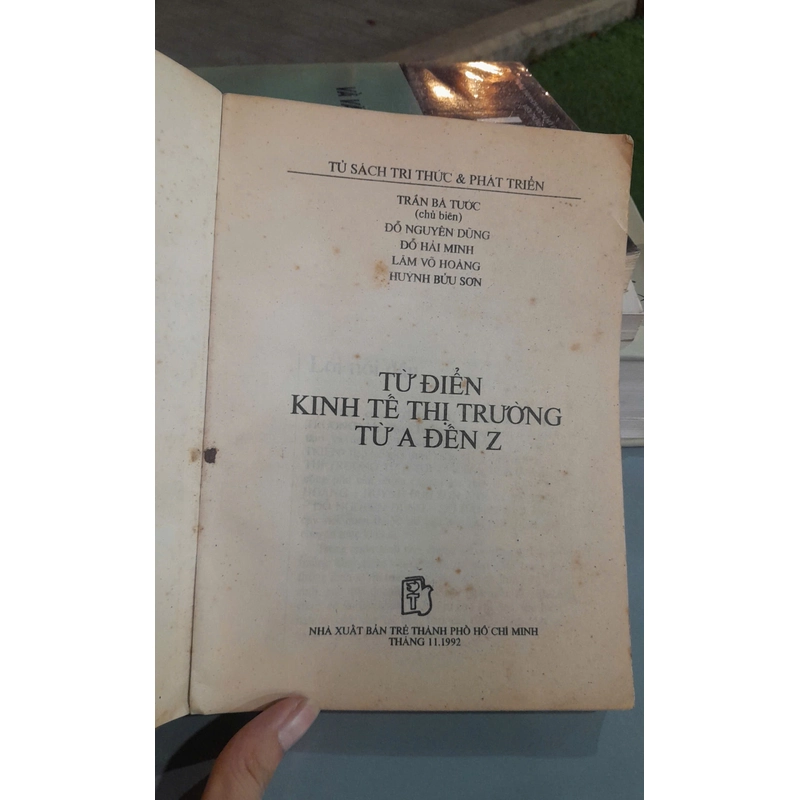 TỦ SÁCH TRI THỨC & PHÁT TRIỂN
TRẦN BÁ TƯỚC
(chủ biên)
ĐỖ NGUYÊN DŨNG
ĐỖ HẢI MINH
LÂM VÕ HOÀNG
HUỲNH BỬU SƠN
TỪ ĐIỂN
KINH TẾ THỊ TRƯỜNG
TỪ A ĐẾN Z
NHÀ XUẤT BẢN TRẺ THÀNH PHỐ HỒ CHÍ MINH
THÁNG 11.1992